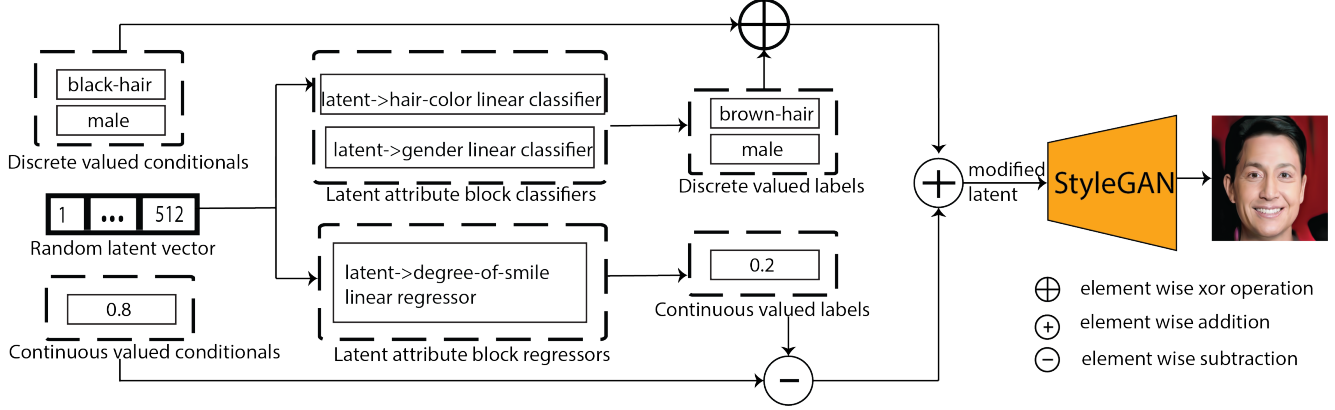 black-hair
male
Discrete valued conditionals
1 ... 512
Random latent vector
0.8
Continuous valued conditionals
latent->hair-color linear classifier
latent->gender linear classifier
Latent attribute block classifiers
latent->degree-of-smile
linear regressor
Latent attribute block regressors
brown-hair
male
Discrete valued labels
0.2
Continuous valued labels
modified
latent
StyleGAN
element wise xor operation
element wise addition
element wise subtraction